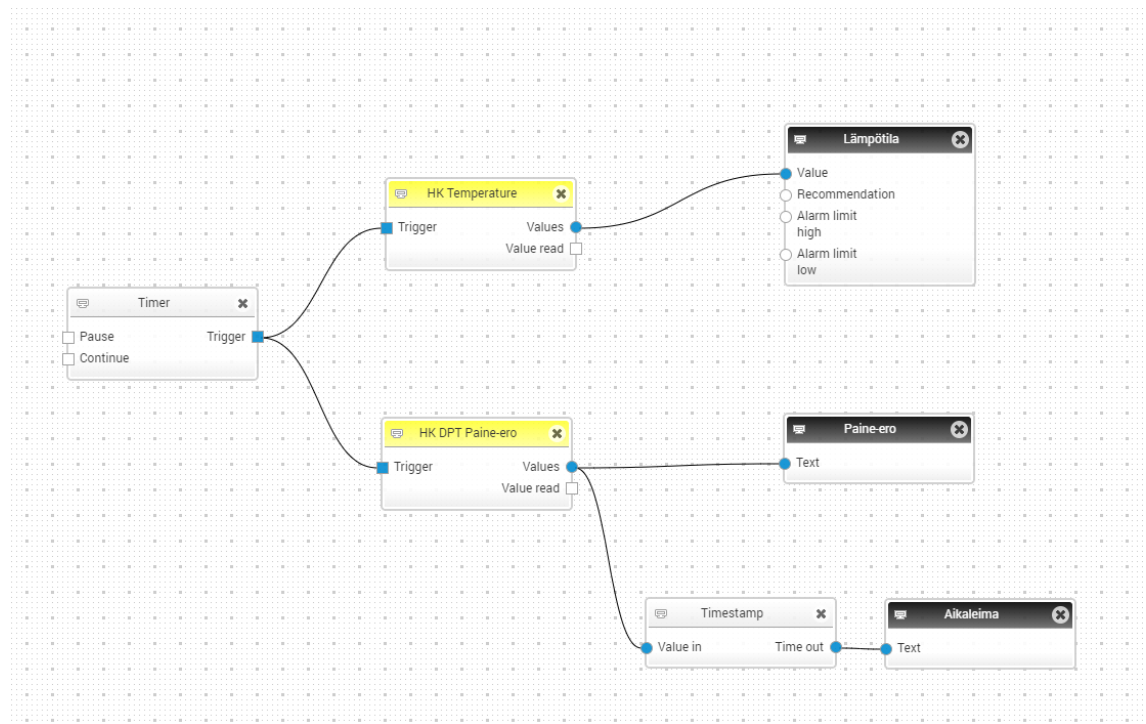 Lämpötila
Value
Recommendation
Alarm limit
high
Alarm limit
low
HK Temperature
Trigger Values
Value read
Timer
Pause Trigger
Continue
HK DPT Paine-ero
Trigger Values
Value read
Paine-ero
Text
Timestamp
Value in Time out
Aikaleima
Text